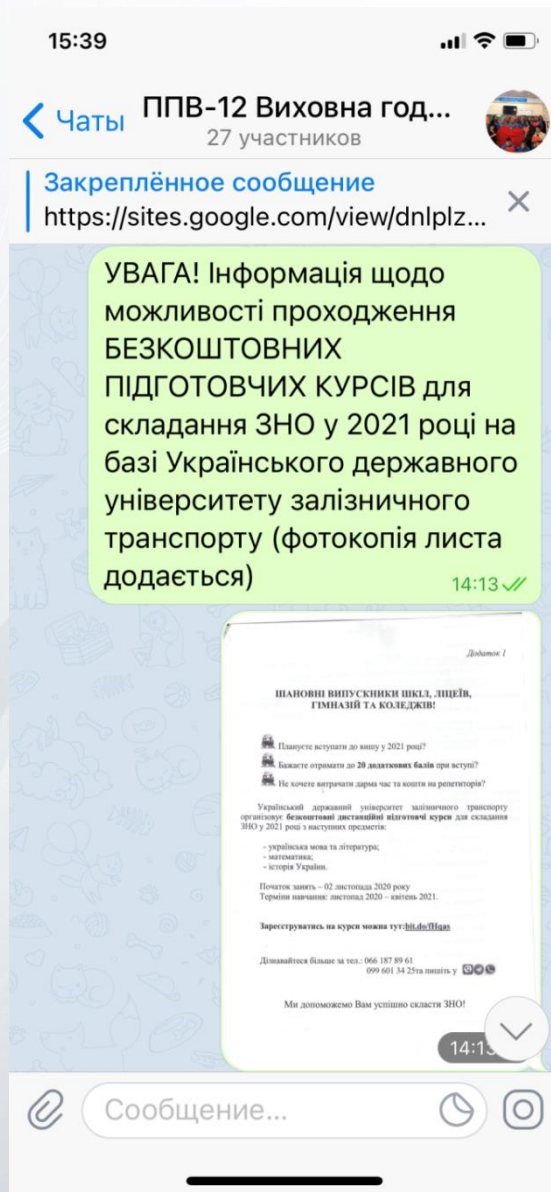 15:39
Чаты
ППВ-12 Виховна год...
27 участников
Закреплённое сообщение
https://sites.google.com/view/dnlplz...
УВАГА! Інформація щодо
можливості проходження
БЕЗКОШТОВНИХ
ПІДГОТОВЧИХ КУРСІВ для
складання ЗНО у 2021 році на
базі Українського державного
університету залізничного
транспорту (фотокопія листа
додається)
14:13
Додаток 1
ШАНОВНІ ВИПУСКНИКИ ШКІЛ, ЛІЦЕЇВ,
ГІМНАЗІЙ ТА КОЛЕДЖІВ!
Плануєте вступати до вишу у 2021 році?
Бажаєте отримати до 20 додаткових балів при вступі?
Не хочете витрачати дарма час та кошти на репетиторів?
Український державний університет залізничного транспорту
організовує безкоштовні дистанційні підготовчі курси для складання
ЗНО у 2021 році з наступних предметів:
- українська мова та література;
- математика;
- історія України.
Початок занять – 02 листопада 2020 року
Терміни навчання: листопад 2020 – квітень 2021.
Зареєструватись на курси можна тут:bit.do/fHqas
Дізнавайтеся більше за тел.: 066 187 89 61
099 601 34 25та пишіть у
Ми допоможемо Вам успішно скласти ЗНО!
Сообщение...